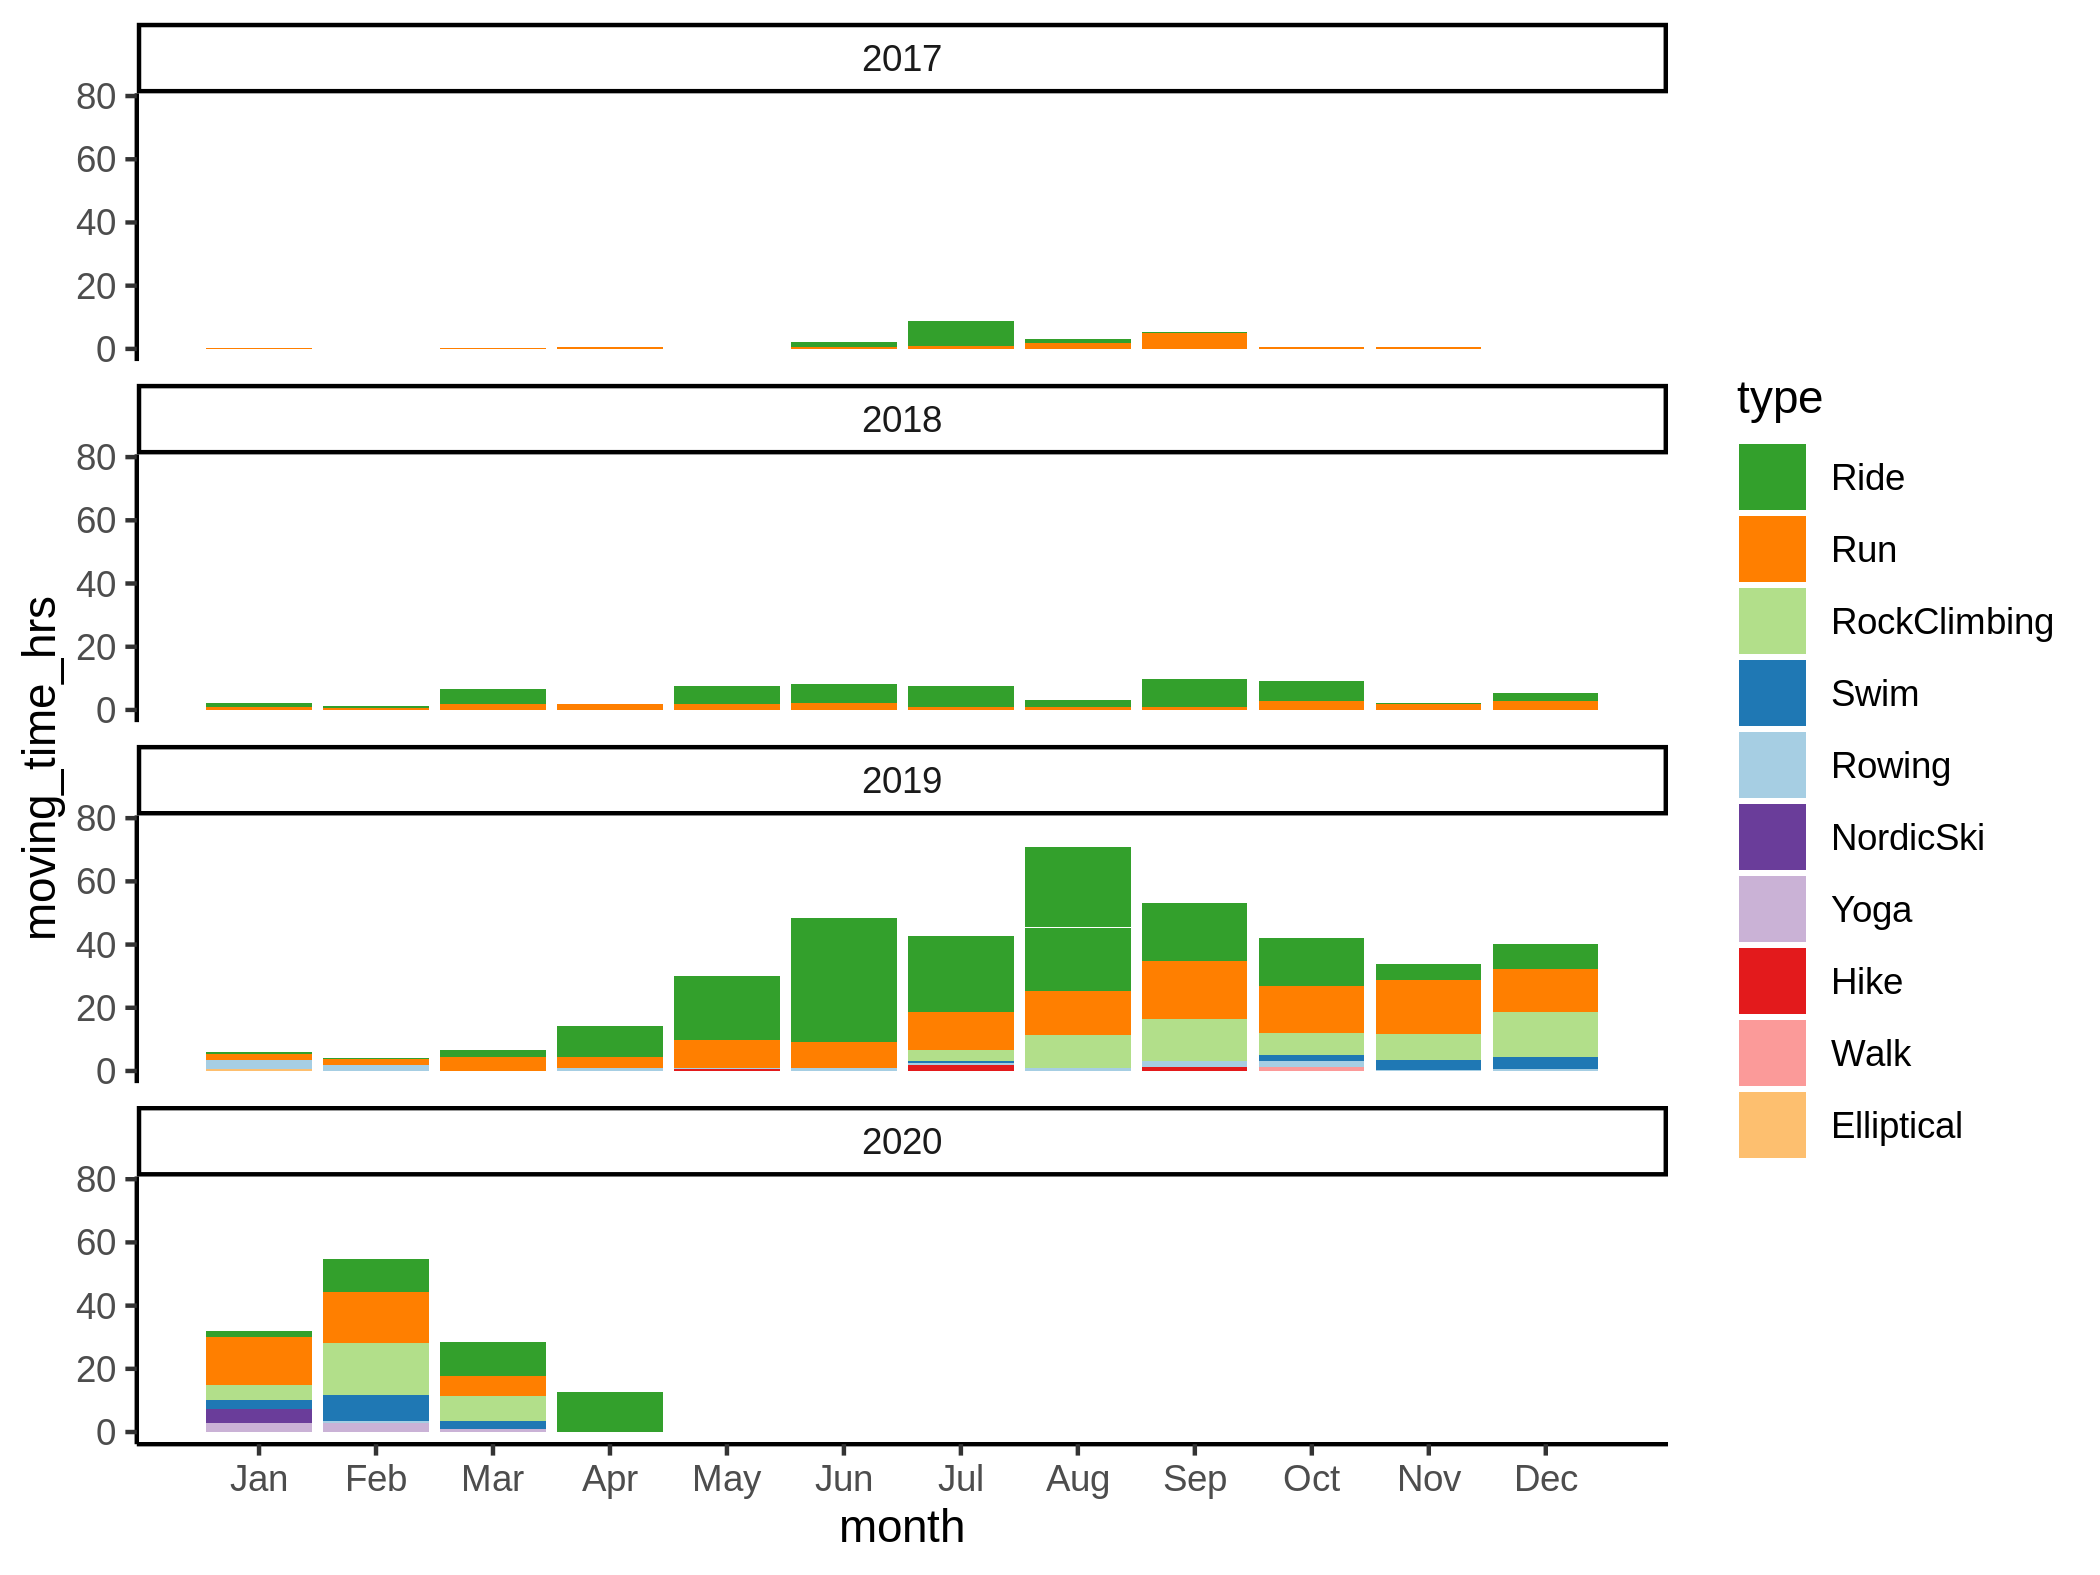 2017
80
60
40
20
0
2018
80
60
40
20
0
2019
80
60
40
20
0
2020
80
60
40
20
0
Jan Feb Mar Apr May Jun Jul Aug Sep Oct Nov Dec
month
moving_time_hrs
type
Ride
Run
RockClimbing
Swim
Rowing
NordicSki
Yoga
Hike
Walk
Elliptical